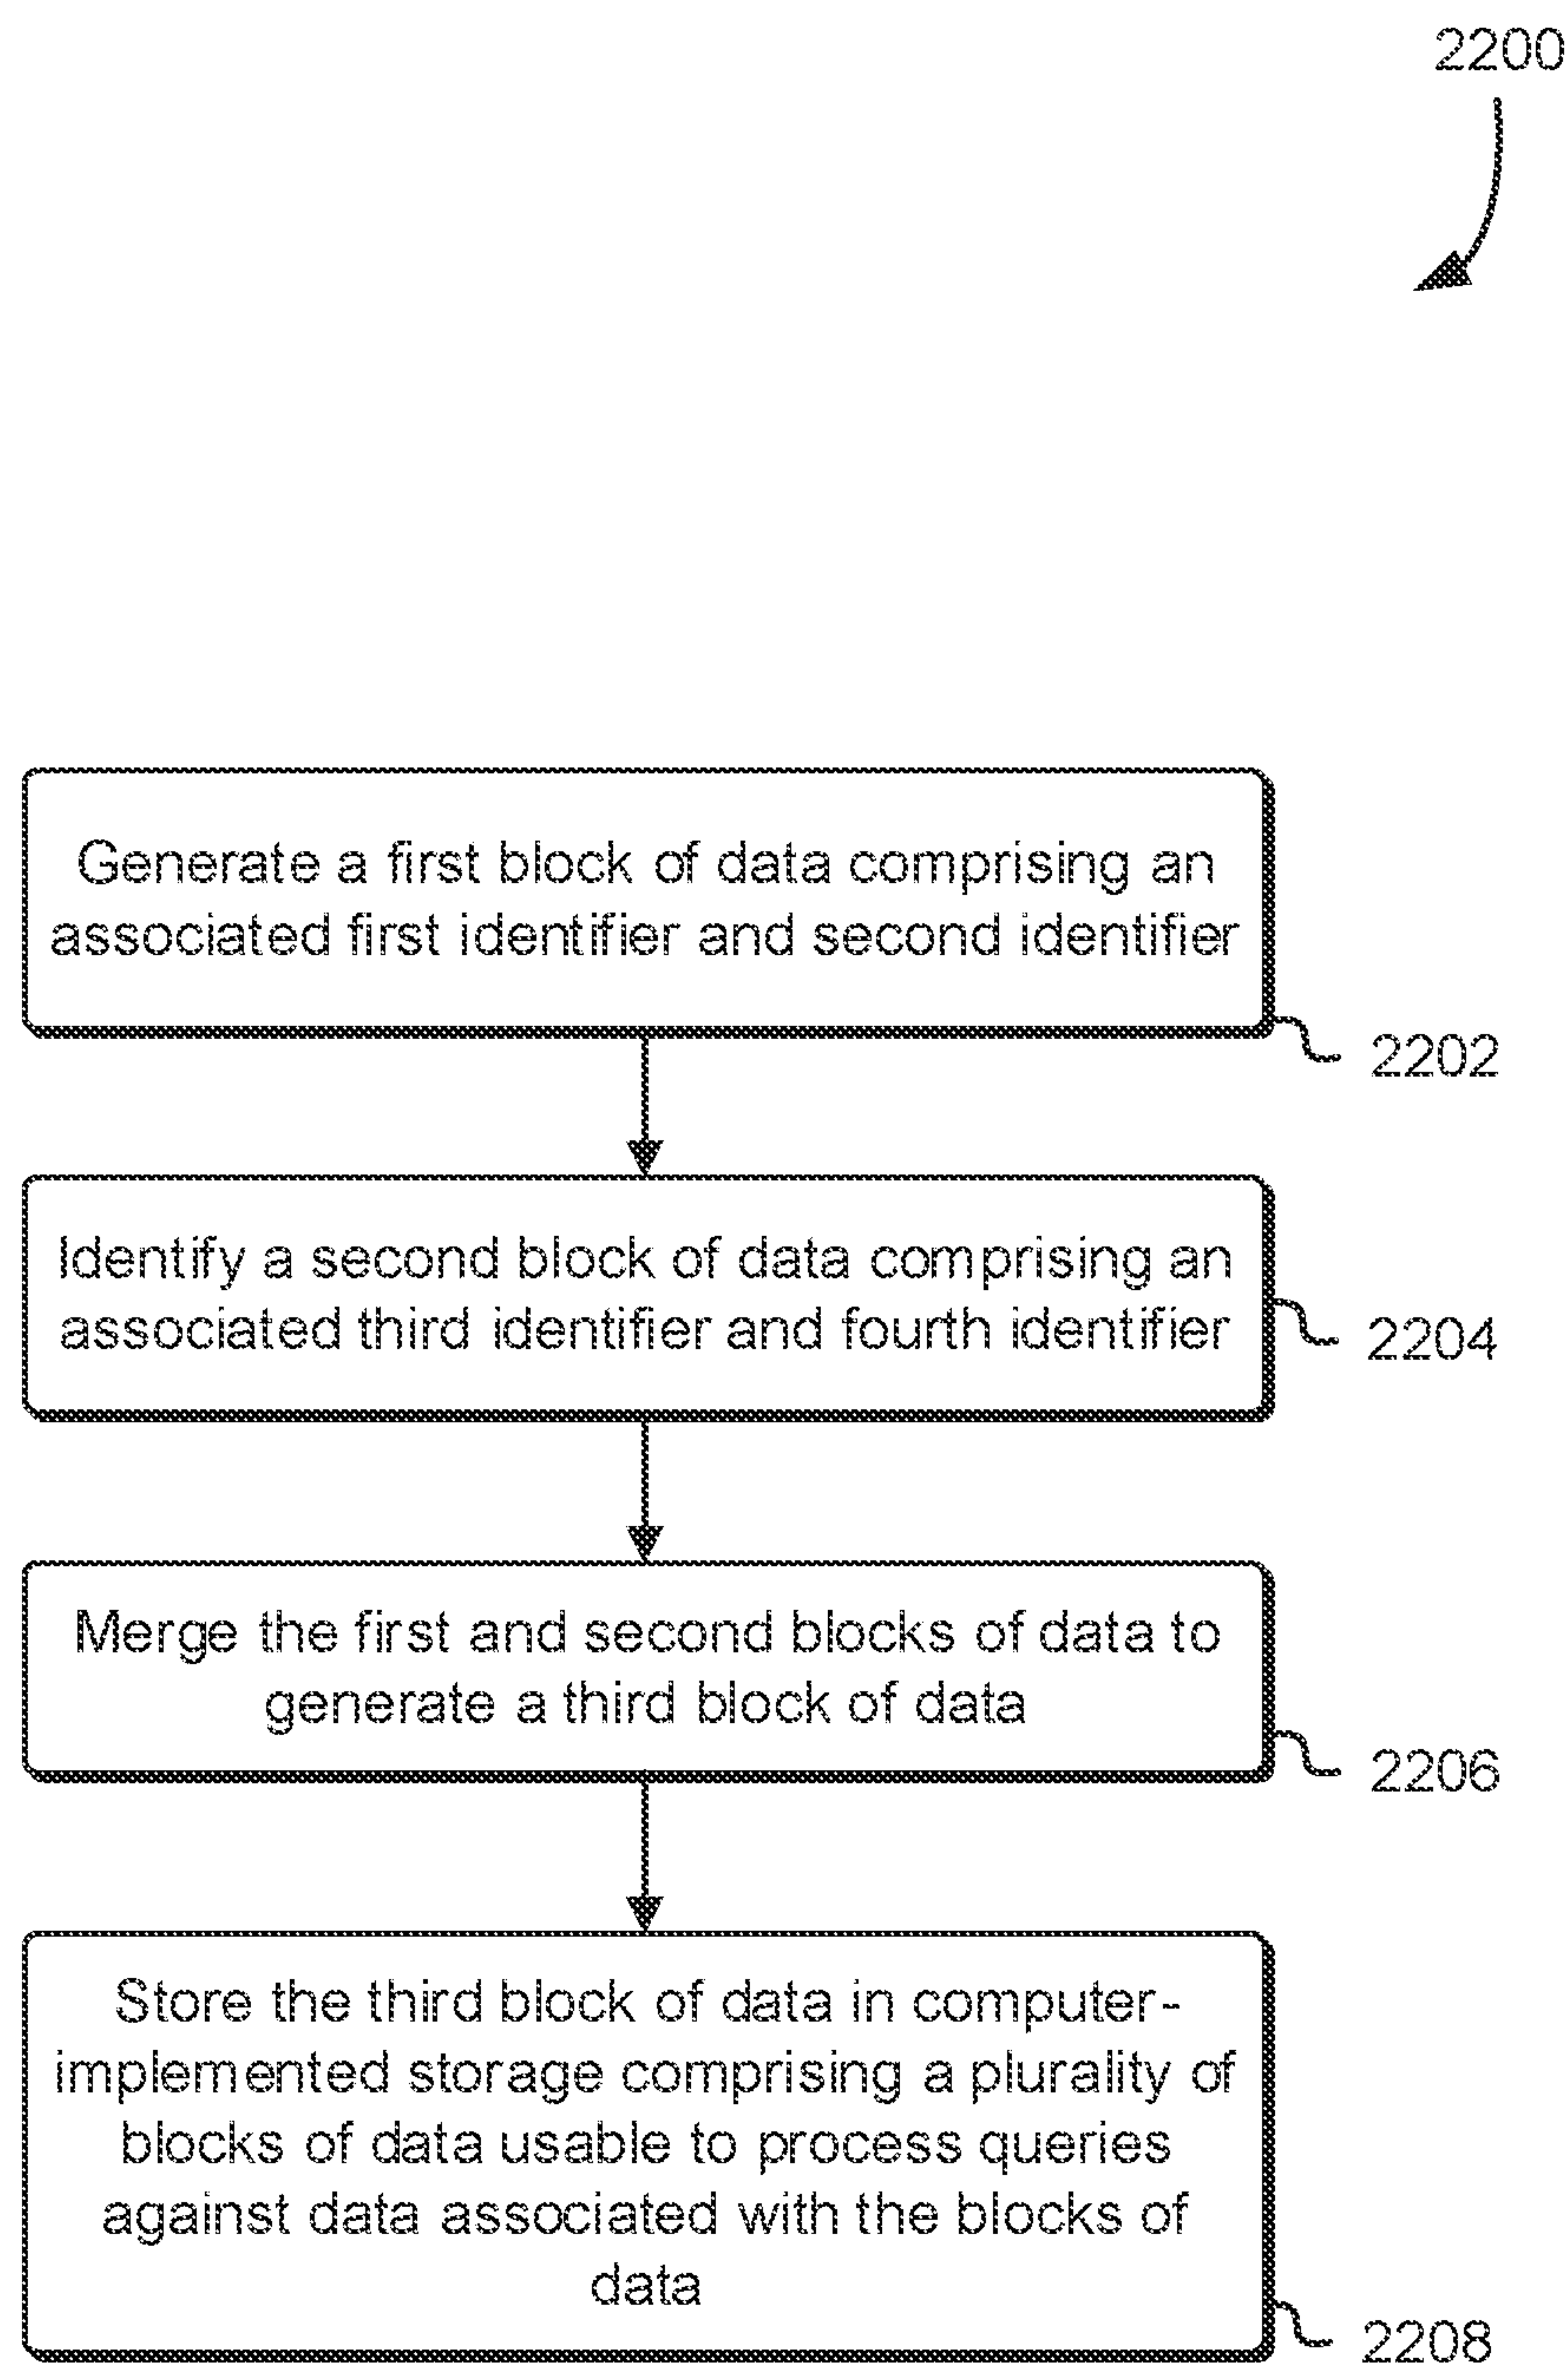 2200
Generate a first block of data comprising an
associated first identifier and second identifier
2202
Identify a second block of data comprising an
associated third identifier and fourth identifier
2204
Merge the first and second blocks of data to
generate a third block of data
2206
Store the third block of data in computer-
implemented storage comprising a plurality of
blocks of data usable to process queries
against data associated with the blocks of
data
2208